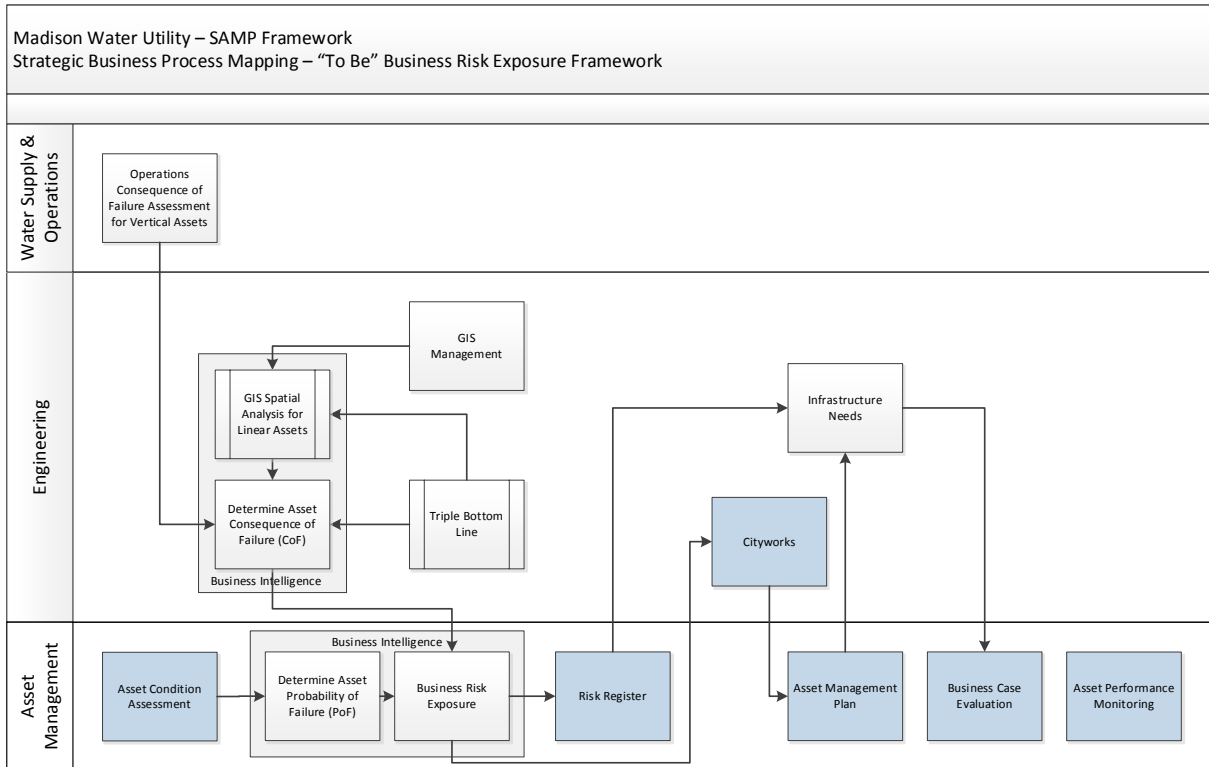 Madison Water Utility – SAMP Framework
Strategic Business Process Mapping – “To Be” Business Risk Exposure Framework
Water Supply &
Operations
Operations
Consequence of
Failure Assessment
for Vertical Assets
Engineering
GIS
Management
GIS Spatial
Analysis for
Linear Assets
Infrastructure
Needs
Determine Asset
Consequence of
Failure (CoF)
Triple Bottom
Line
Cityworks
Business Intelligence
Asset
Management
Business Intelligence
Asset Condition
Assessment
Determine Asset
Probability of
Failure (PoF)
Business Risk
Exposure
Risk Register
Asset Management
Plan
Business Case
Evaluation
Asset Performance
Monitoring